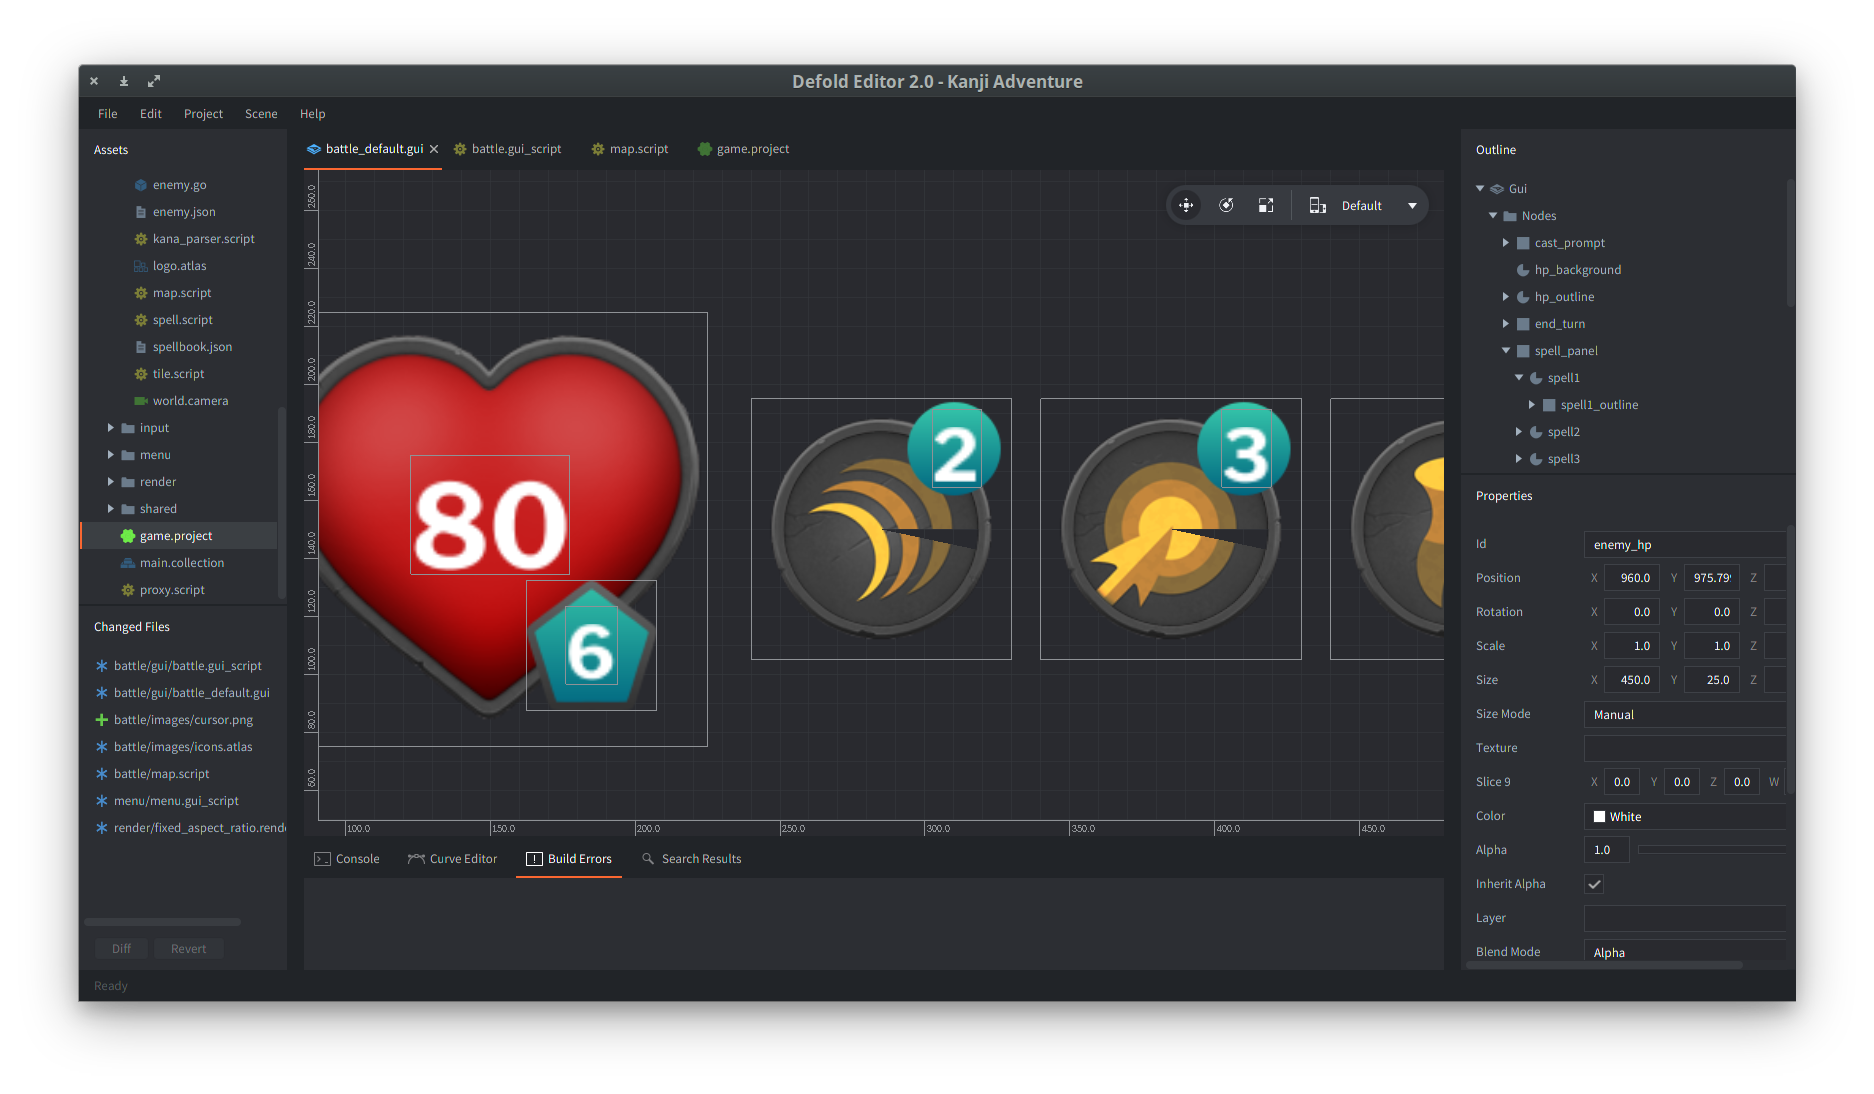 Defold Editor 2.0 - Kanji Adventure
File Edit Project Scene Help
Assets
enemy.go
enemy.json
kana_parser.script
logo.atlas
map.script
spell.script
spellbook.json
tile.script
world.camera
input
menu
render
shared
game.project
main.collection
proxy.script
Changed Files
battle/gui/battle.gui_script
battle/gui/battle_default.gui
battle/images/cursor.png
battle/images/icons.atlas
battle/map.script
menu/menu.gui_script
render/fixed_aspect_ratio.rende
Diff Revert
Ready
battle_default.gui battle.gui_script map.script game.project
Default
260.0
240.0
220.0
200.0
180.0
160.0
140.0
120.0
100.0
80.0
60.0
80
6
2
3
100.0 150.0 200.0 250.0 300.0 350.0 400.0 450.0
Console Curve Editor Build Errors Search Results
Outline
Gui
Nodes
cast_prompt
hp_background
hp_outline
end_turn
spell_panel
spell1
spell1_outline
spell2
spell3
Properties
Id enemy_hp
Position X 960.0 Y 975.79 Z
Rotation X 0.0 Y 0.0 Z
Scale X 1.0 Y 1.0 Z
Size X 450.0 Y 25.0 Z
Size Mode Manual
Texture
Slice 9 X 0.0 Y 0.0 Z 0.0 W
Color White
Alpha 1.0
Inherit Alpha
Layer
Blend Mode Alpha